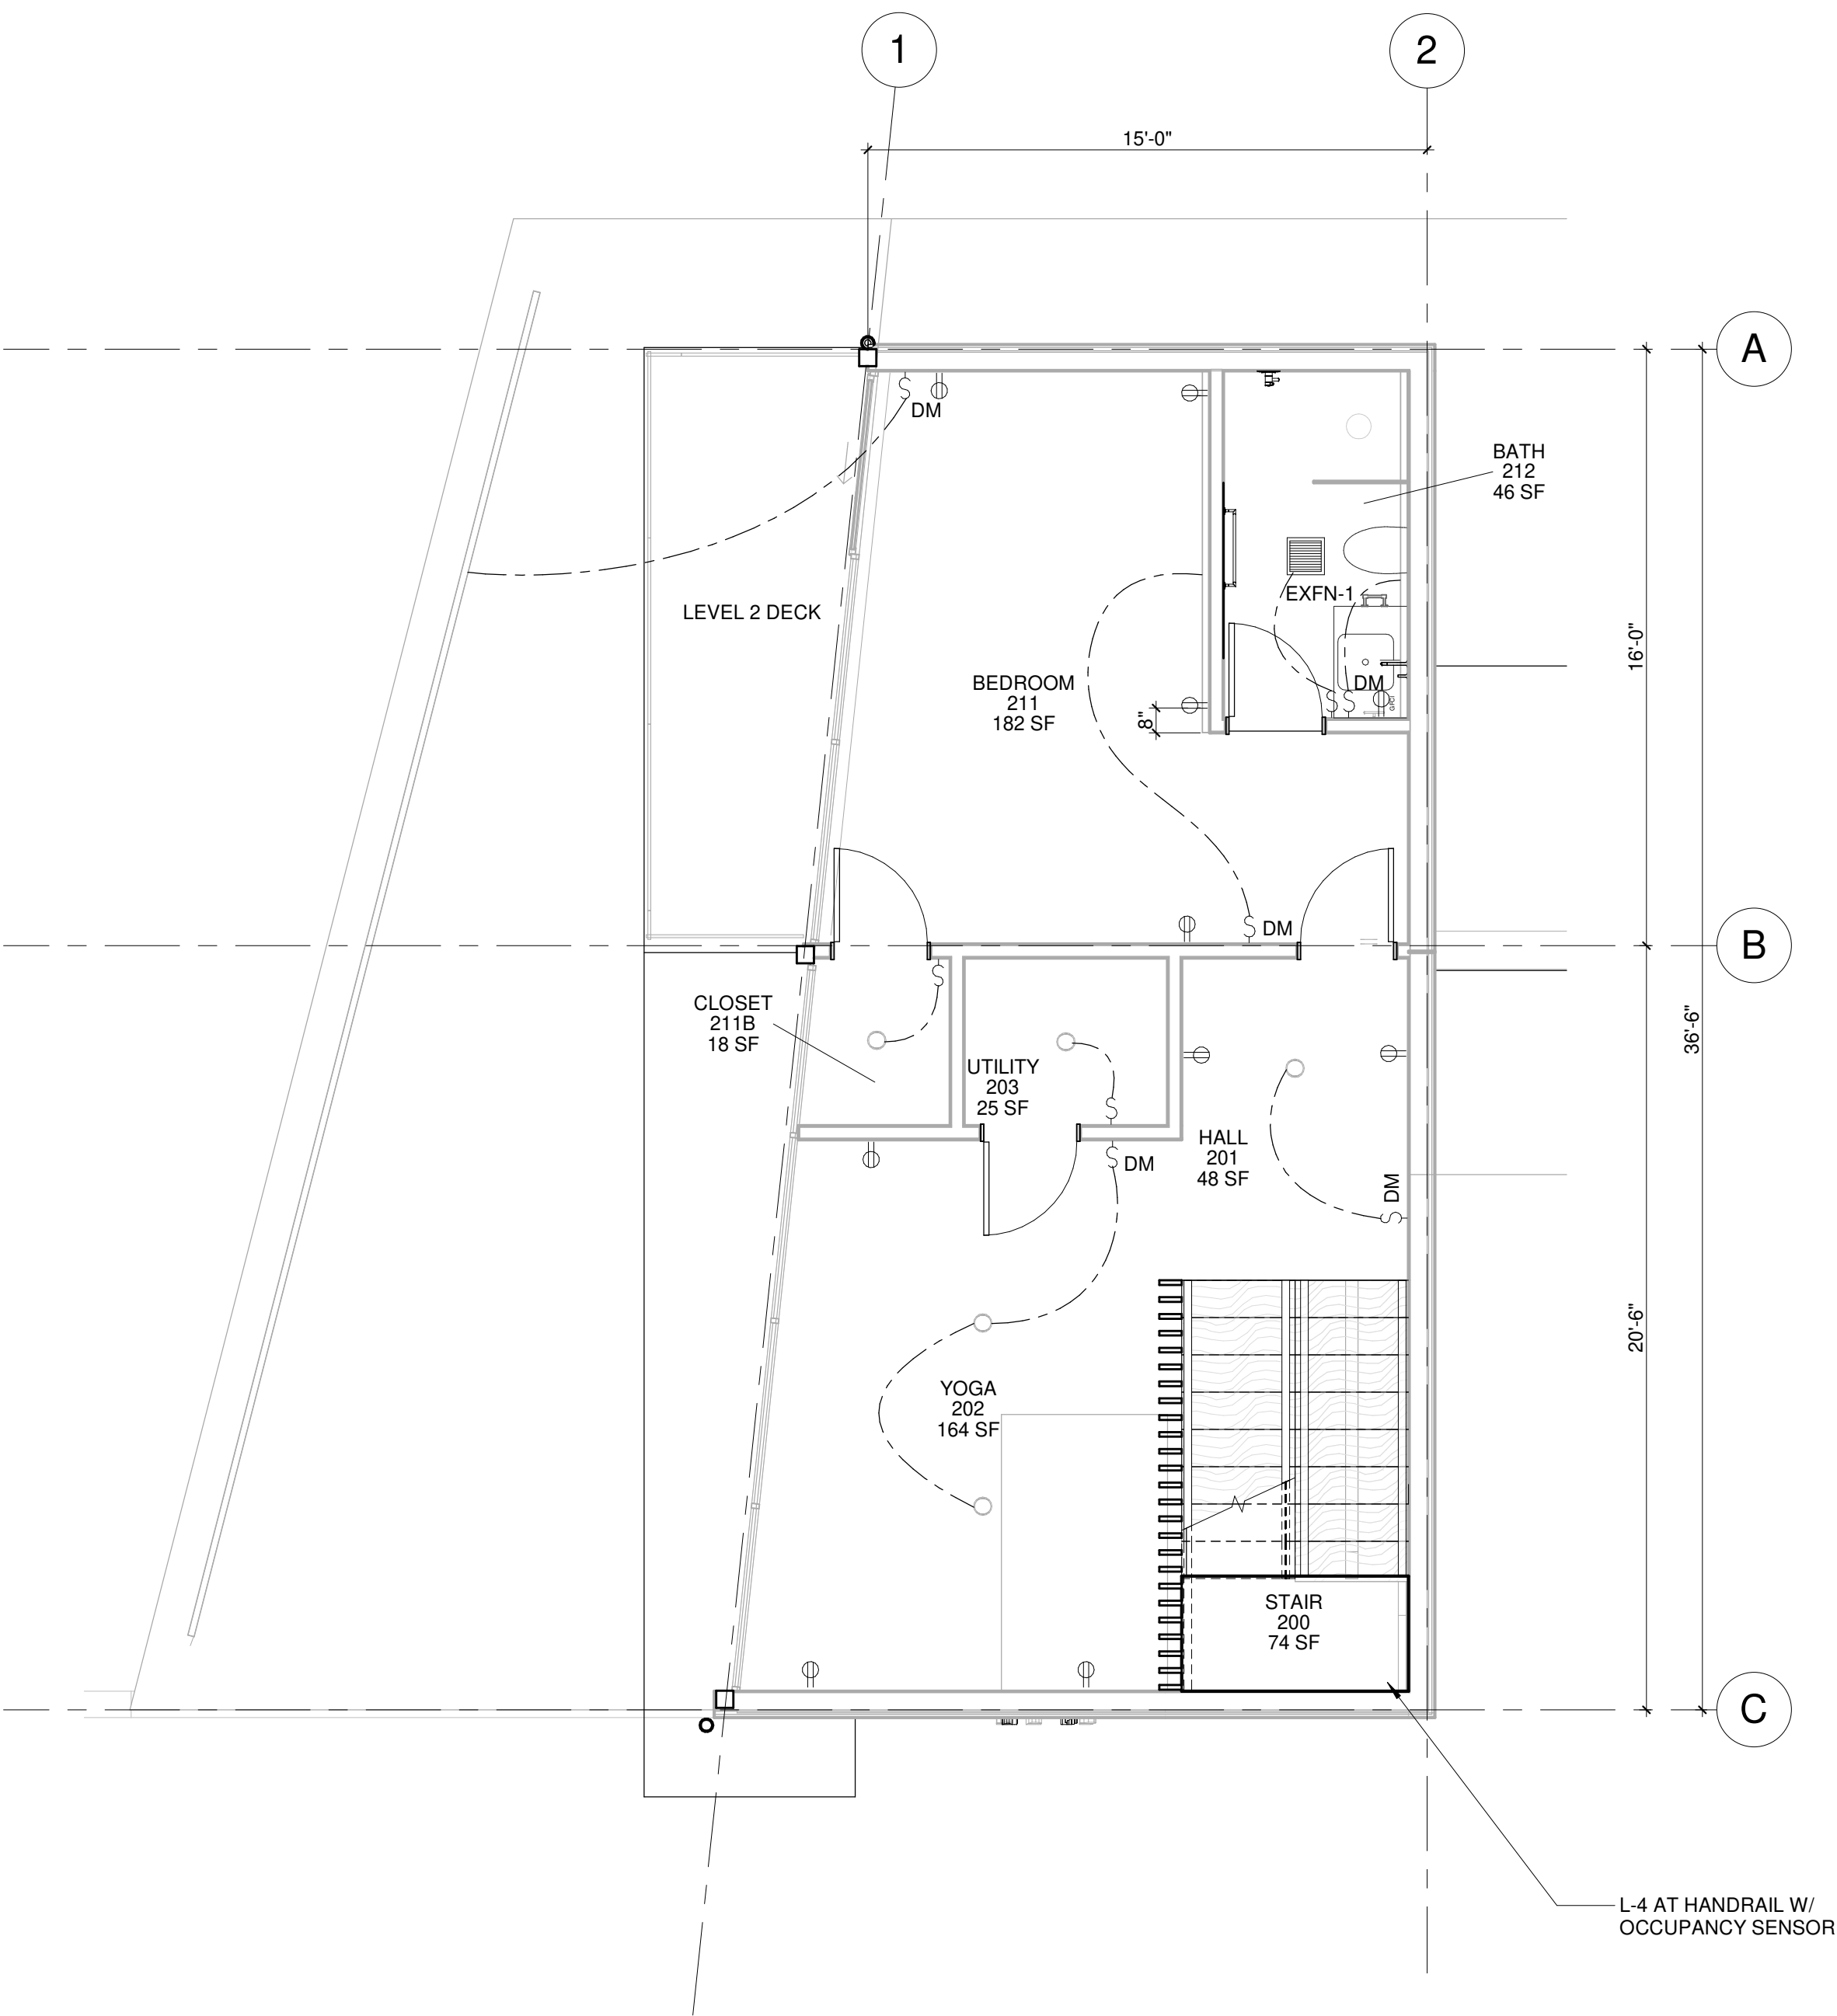 1
2
15'-0"
A
DM
BATH
212
46 SF
EXFN-1
LEVEL 2 DECK
16'-0"
BEDROOM
211
182 SF
DM
GFCI
8"
DM
B
CLOSET
211B
18 SF
36'-6"
UTILITY
203
25 SF
HALL
201
48 SF
DM
DM
20'-6"
YOGA
202
164 SF
STAIR
200
74 SF
C
L-4 AT HANDRAIL W/
OCCUPANCY SENSOR